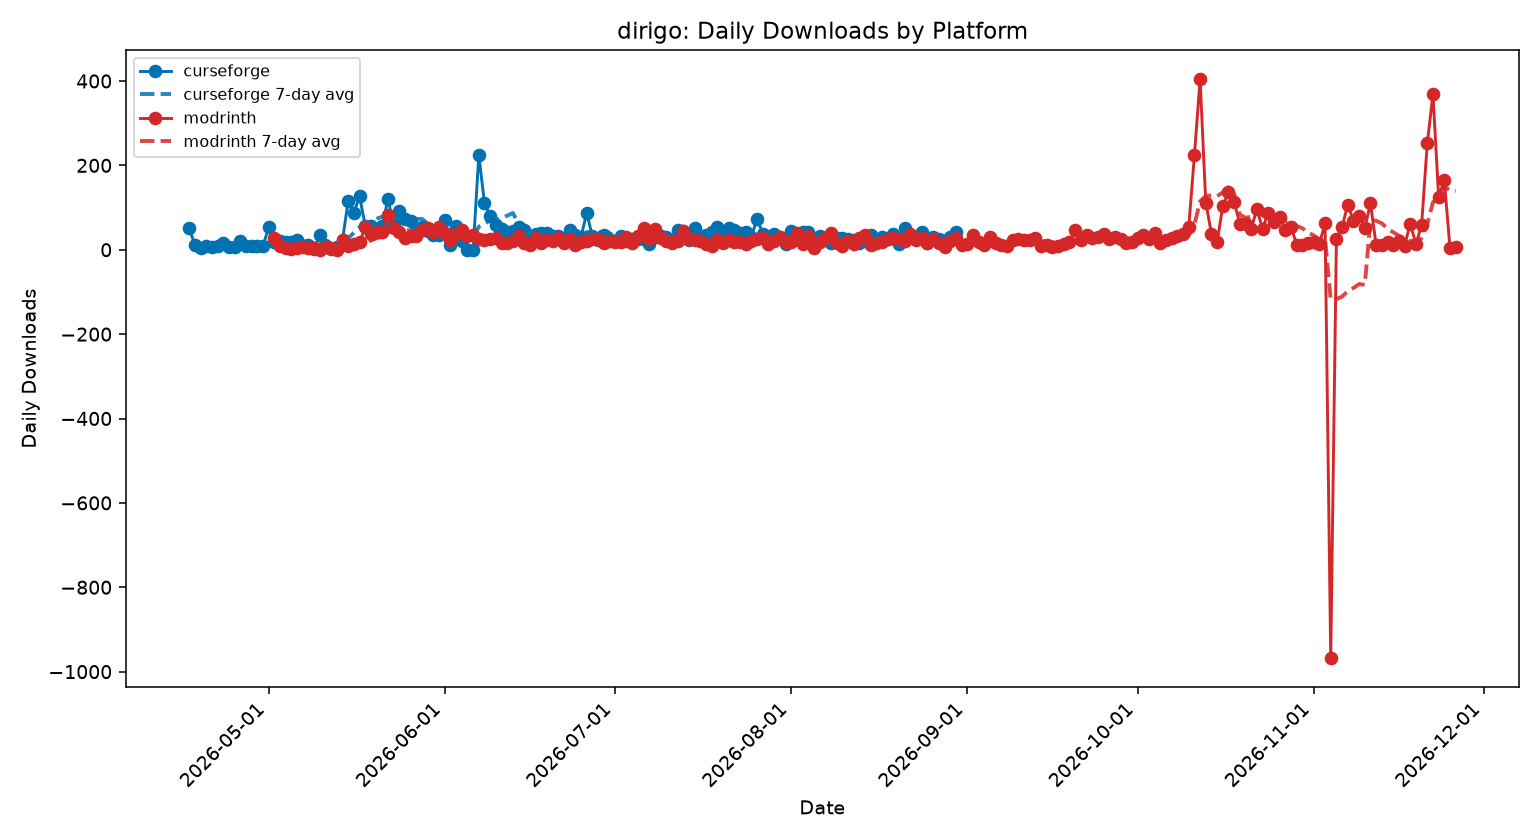 dirigo: Daily Downloads by Platform
curseforge
curseforge 7-day avg
modrinth
modrinth 7-day avg
400
200
0
−200
−400
−600
−800
−1000
Daily Downloads
2026-05-01
2026-06-01
2026-07-01
2026-08-01
2026-09-01
2026-10-01
2026-11-01
2026-12-01
Date